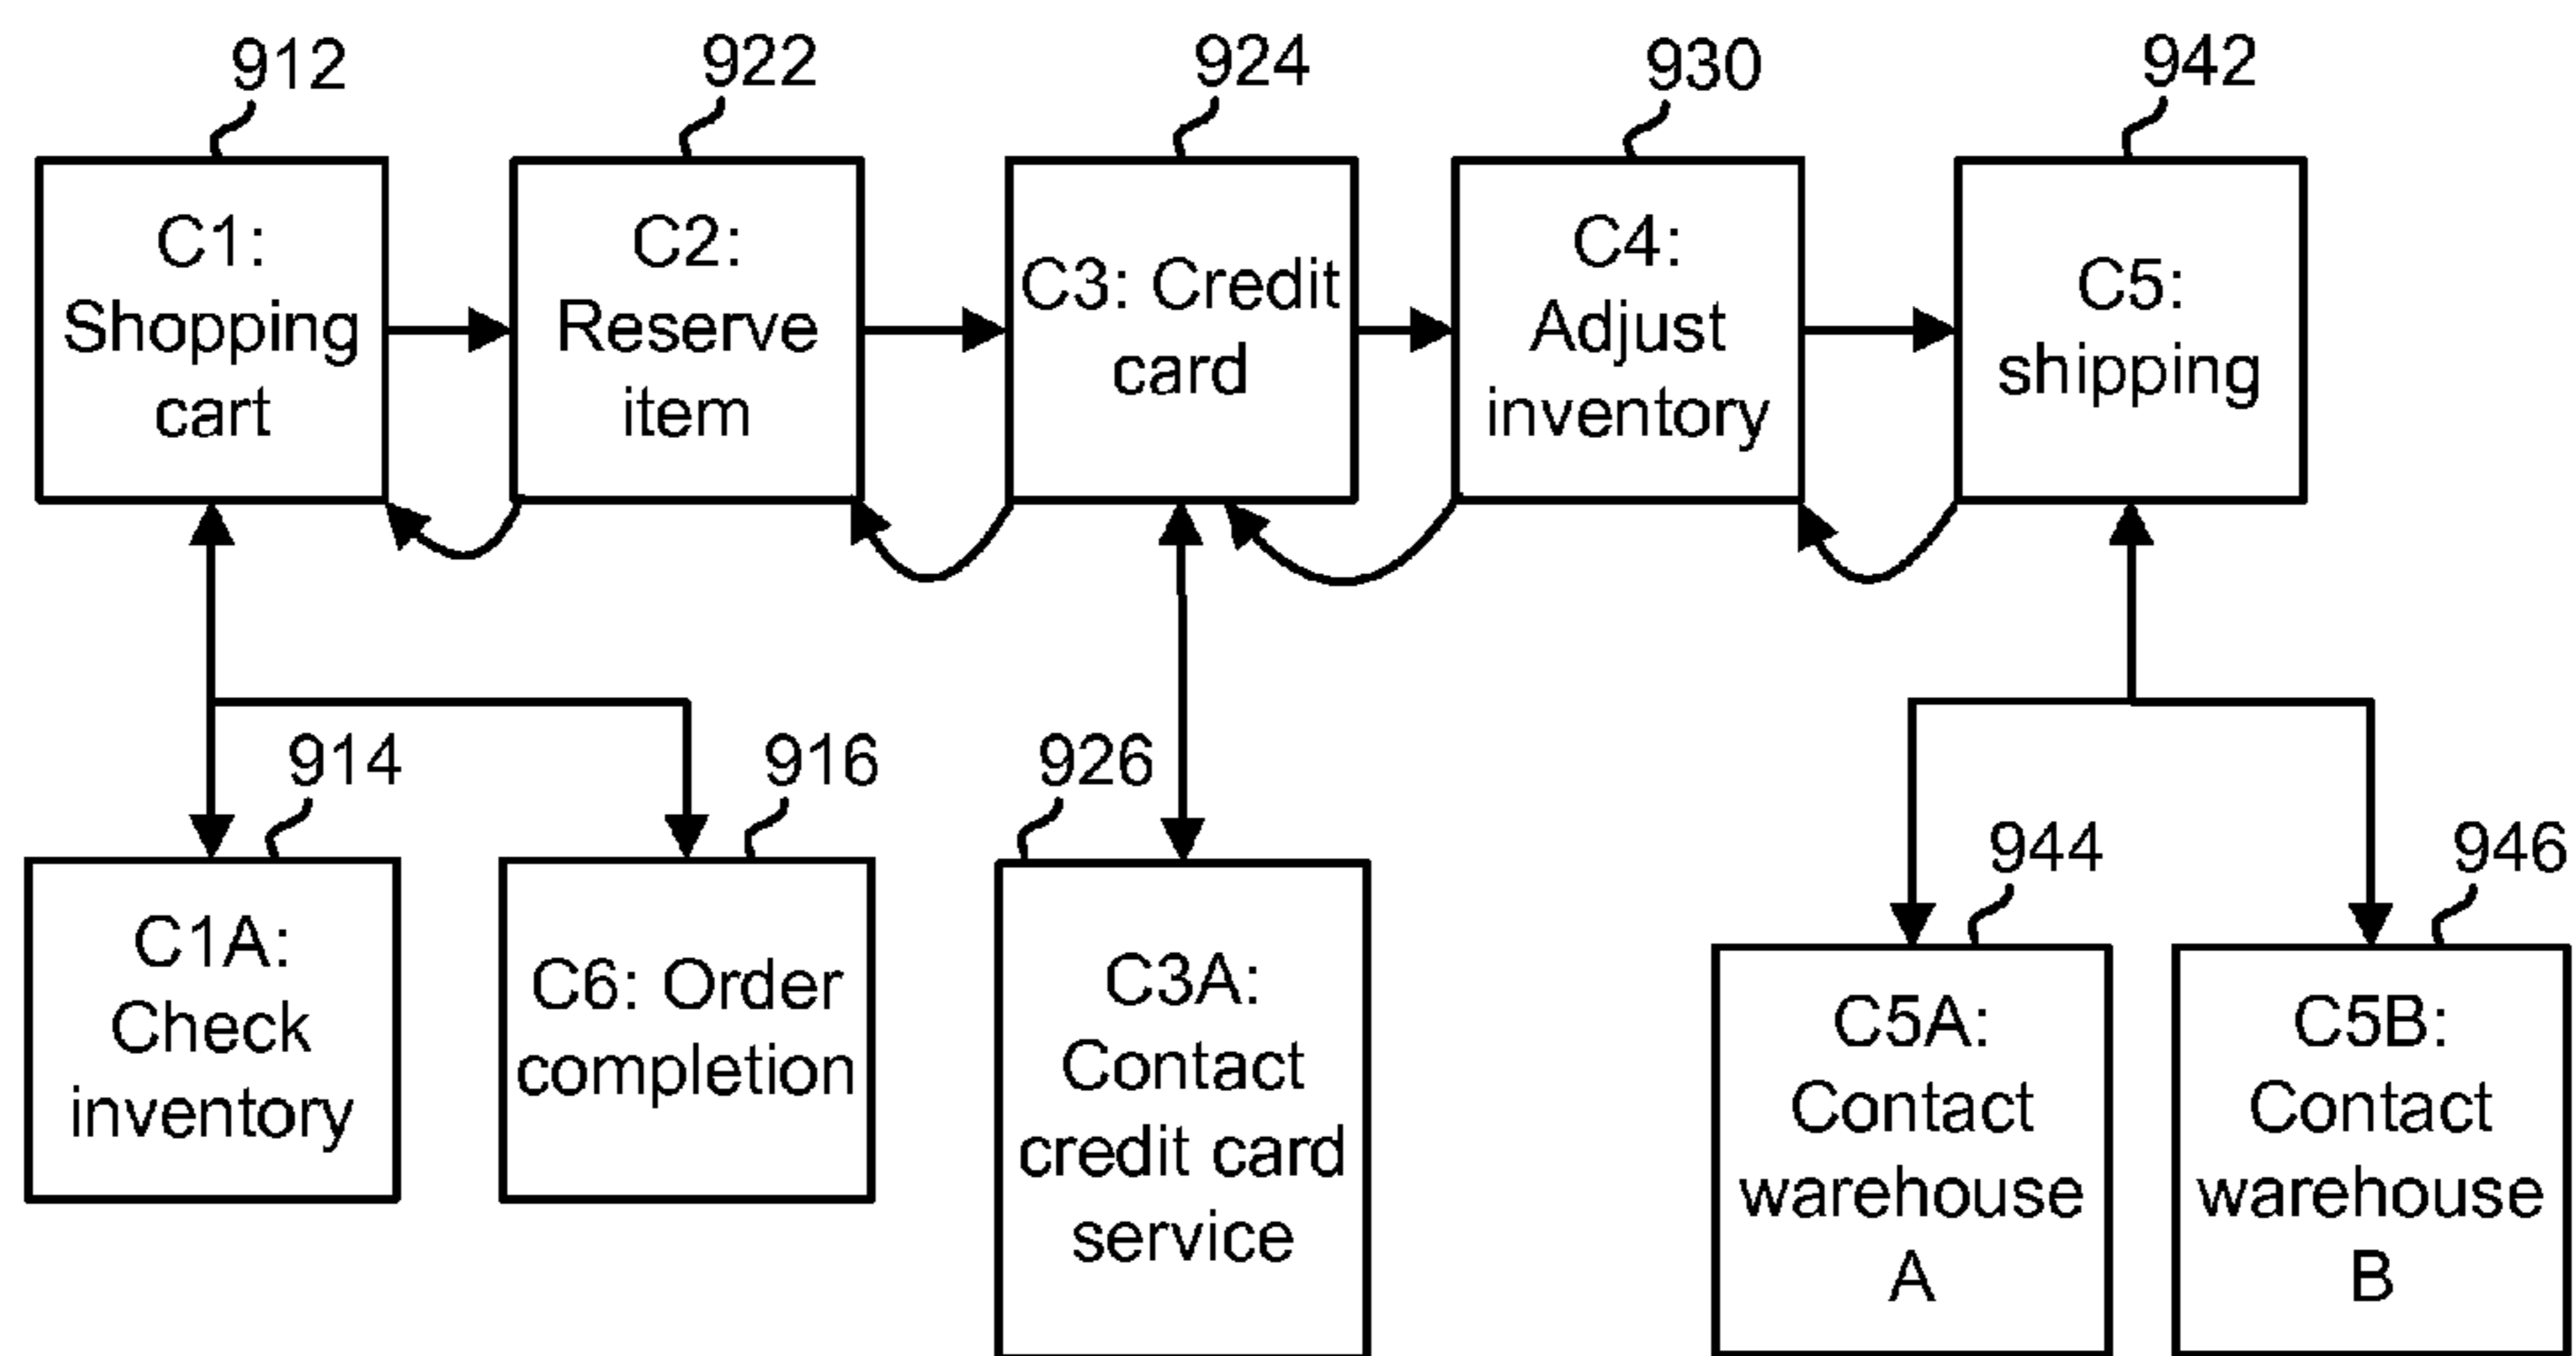 912
922
924
930
942
C1:
Shopping
cart
C2:
Reserve
item
C3: Credit
card
C4:
Adjust
inventory
C5:
shipping
914
916
926
944
946
C1A:
Check
inventory
C6: Order
completion
C3A:
Contact
credit card
service
C5A:
Contact
warehouse
A
C5B:
Contact
warehouse
B